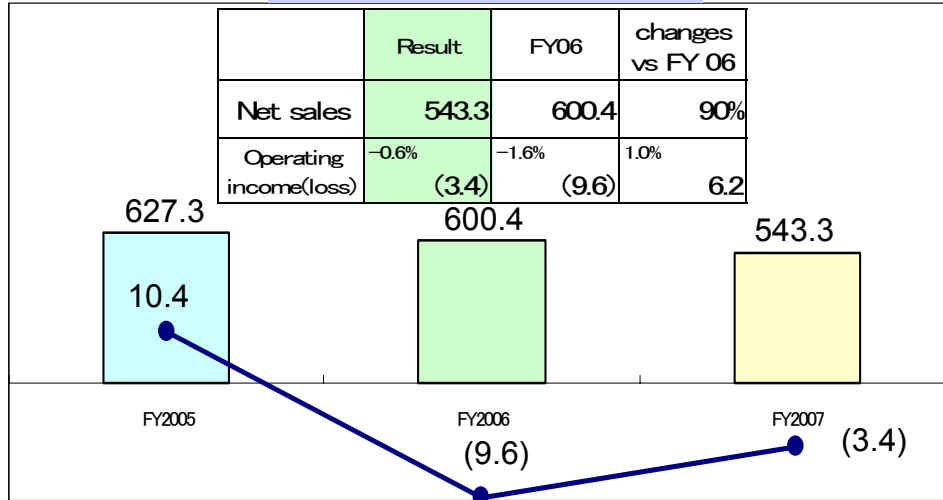 Result FY06 changes vs FY 06
Net sales 543.3 600.4 90%
Operating income(loss) −0.6% (3.4) −1.6% (9.6) 1.0% 6.2
627.3 600.4 543.3
10.4
FY2005 FY2006 FY2007
(9.6) (3.4)